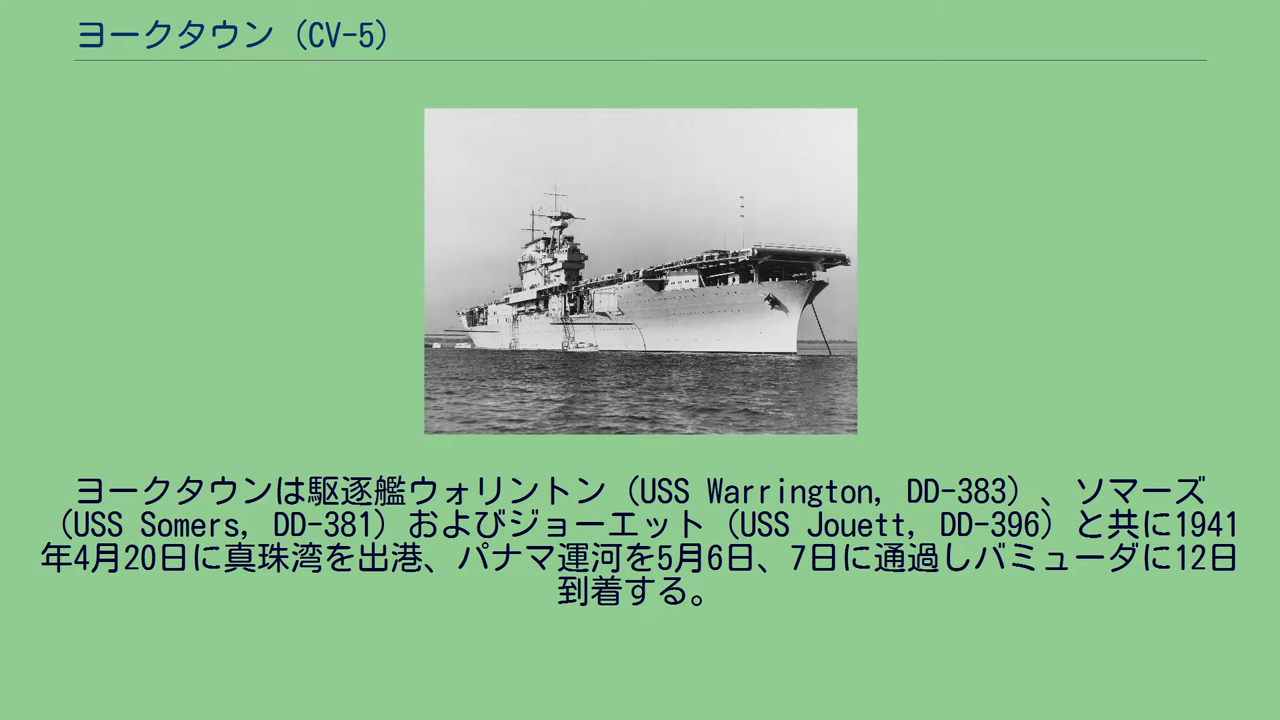 ヨークタウン（CV-5）
ヨークタウンは駆逐艦ウォリントン（USS Warrington, DD-383）、ソマーズ
（USS Somers, DD-381）およびジョーエット（USS Jouett, DD-396）と共に1941
年4月20日に真珠湾を出港、パナマ運河を5月6日、7日に通過しバミューダに12日
到着する。